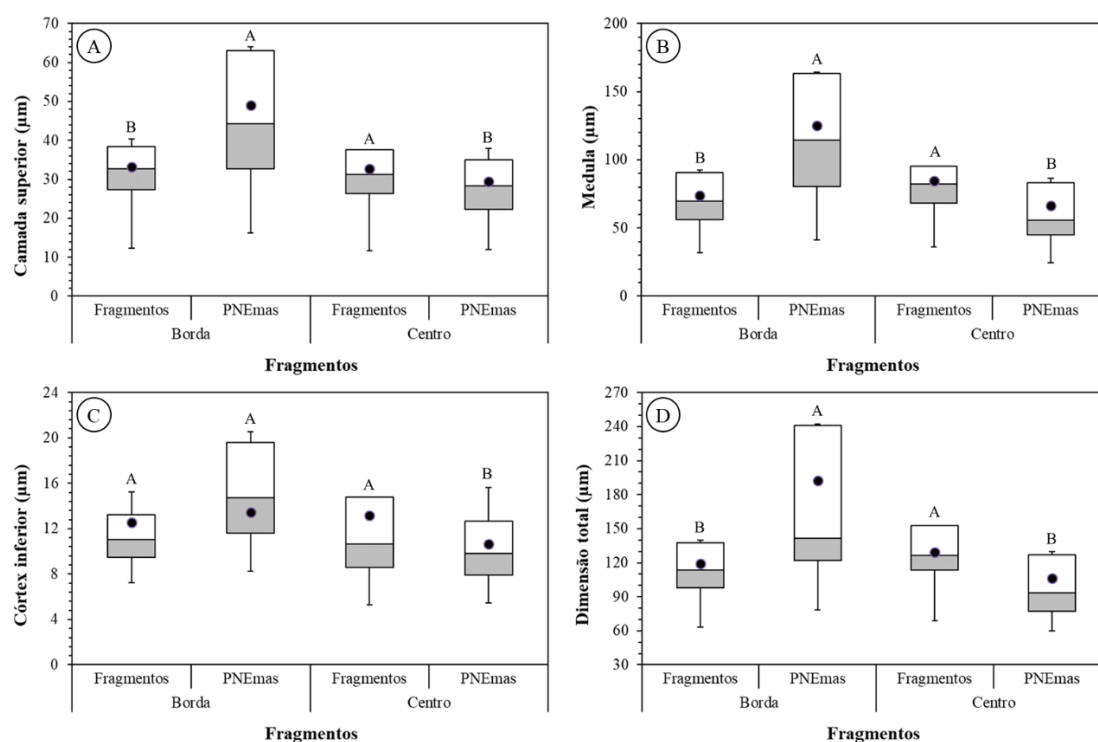 A
Camada superior (µm)
70
60
50
40
30
20
10
0
B
A
A
B
Fragmentos PNEmas Fragmentos PNEmas
Borda Centro
Fragmentos
B
Medula (µm)
200
150
100
50
0
B
A
A
B
Fragmentos PNEmas Fragmentos PNEmas
Borda Centro
Fragmentos
C
Córtex inferior (µm)
24
20
16
12
8
4
0
A
A
A
B
Fragmentos PNEmas Fragmentos PNEmas
Borda Centro
Fragmentos
D
Dimensão total (µm)
270
240
210
180
150
120
90
60
30
B
A
A
B
Fragmentos PNEmas Fragmentos PNEmas
Borda Centro
Fragmentos